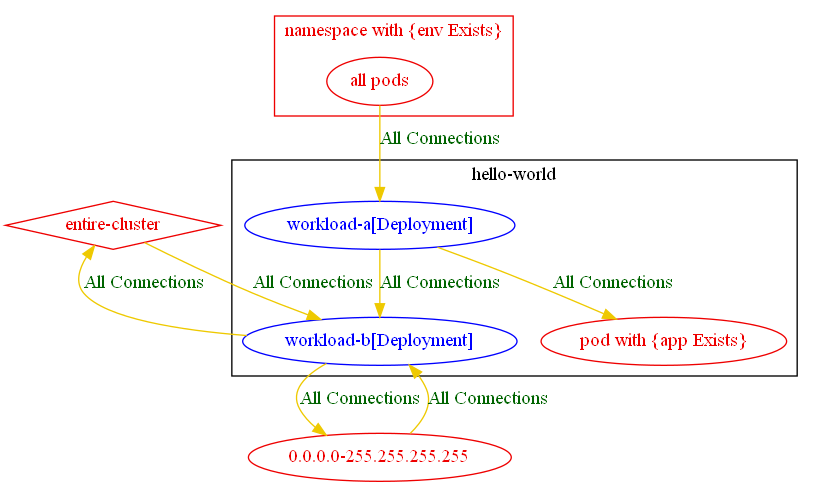 namespace with {env Exists}
all pods
All Connections
hello-world
entire-cluster
workload-a[Deployment]
All Connections
All Connections
All Connections
All Connections
workload-b[Deployment]
pod with {app Exists}
All Connections
All Connections
0.0.0.0-255.255.255.255